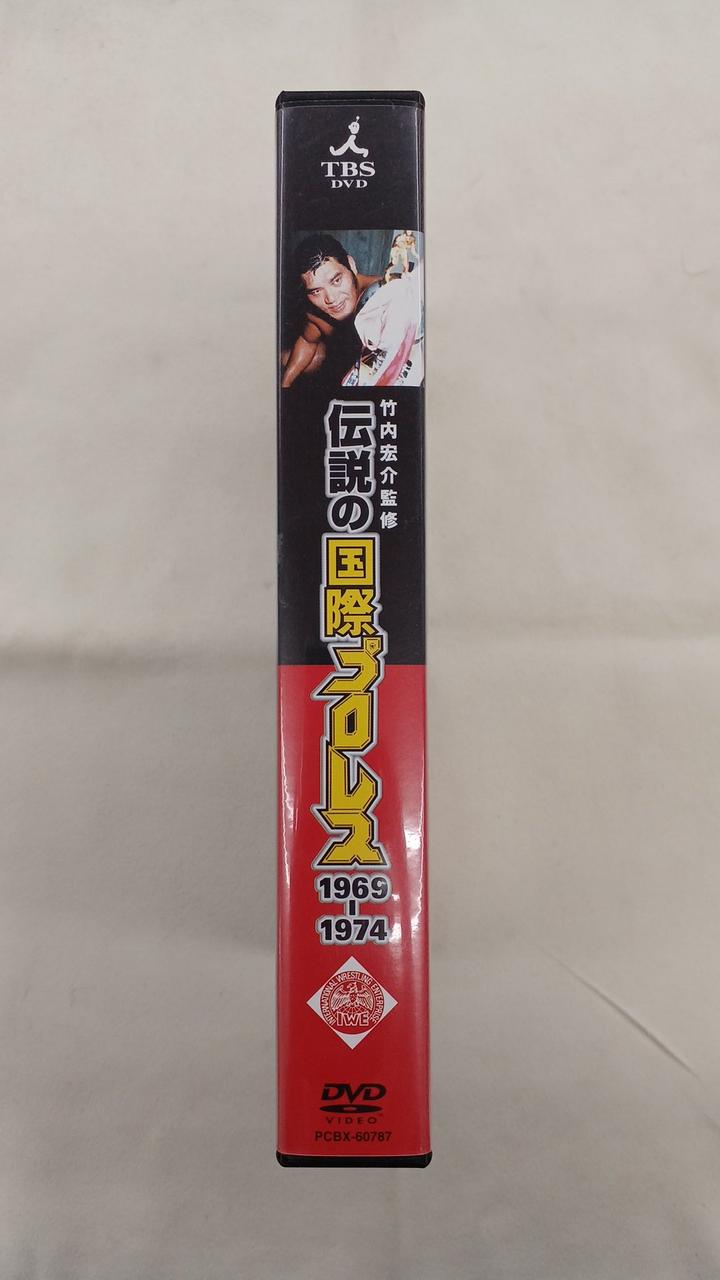 TBS
DVD
竹内宏介監修
伝説の国際プロレス
1969
-
1974
INTERNATIONAL WRESTLING ENTERPRISE
IWE
DVD
VIDEO
PCBX-60787